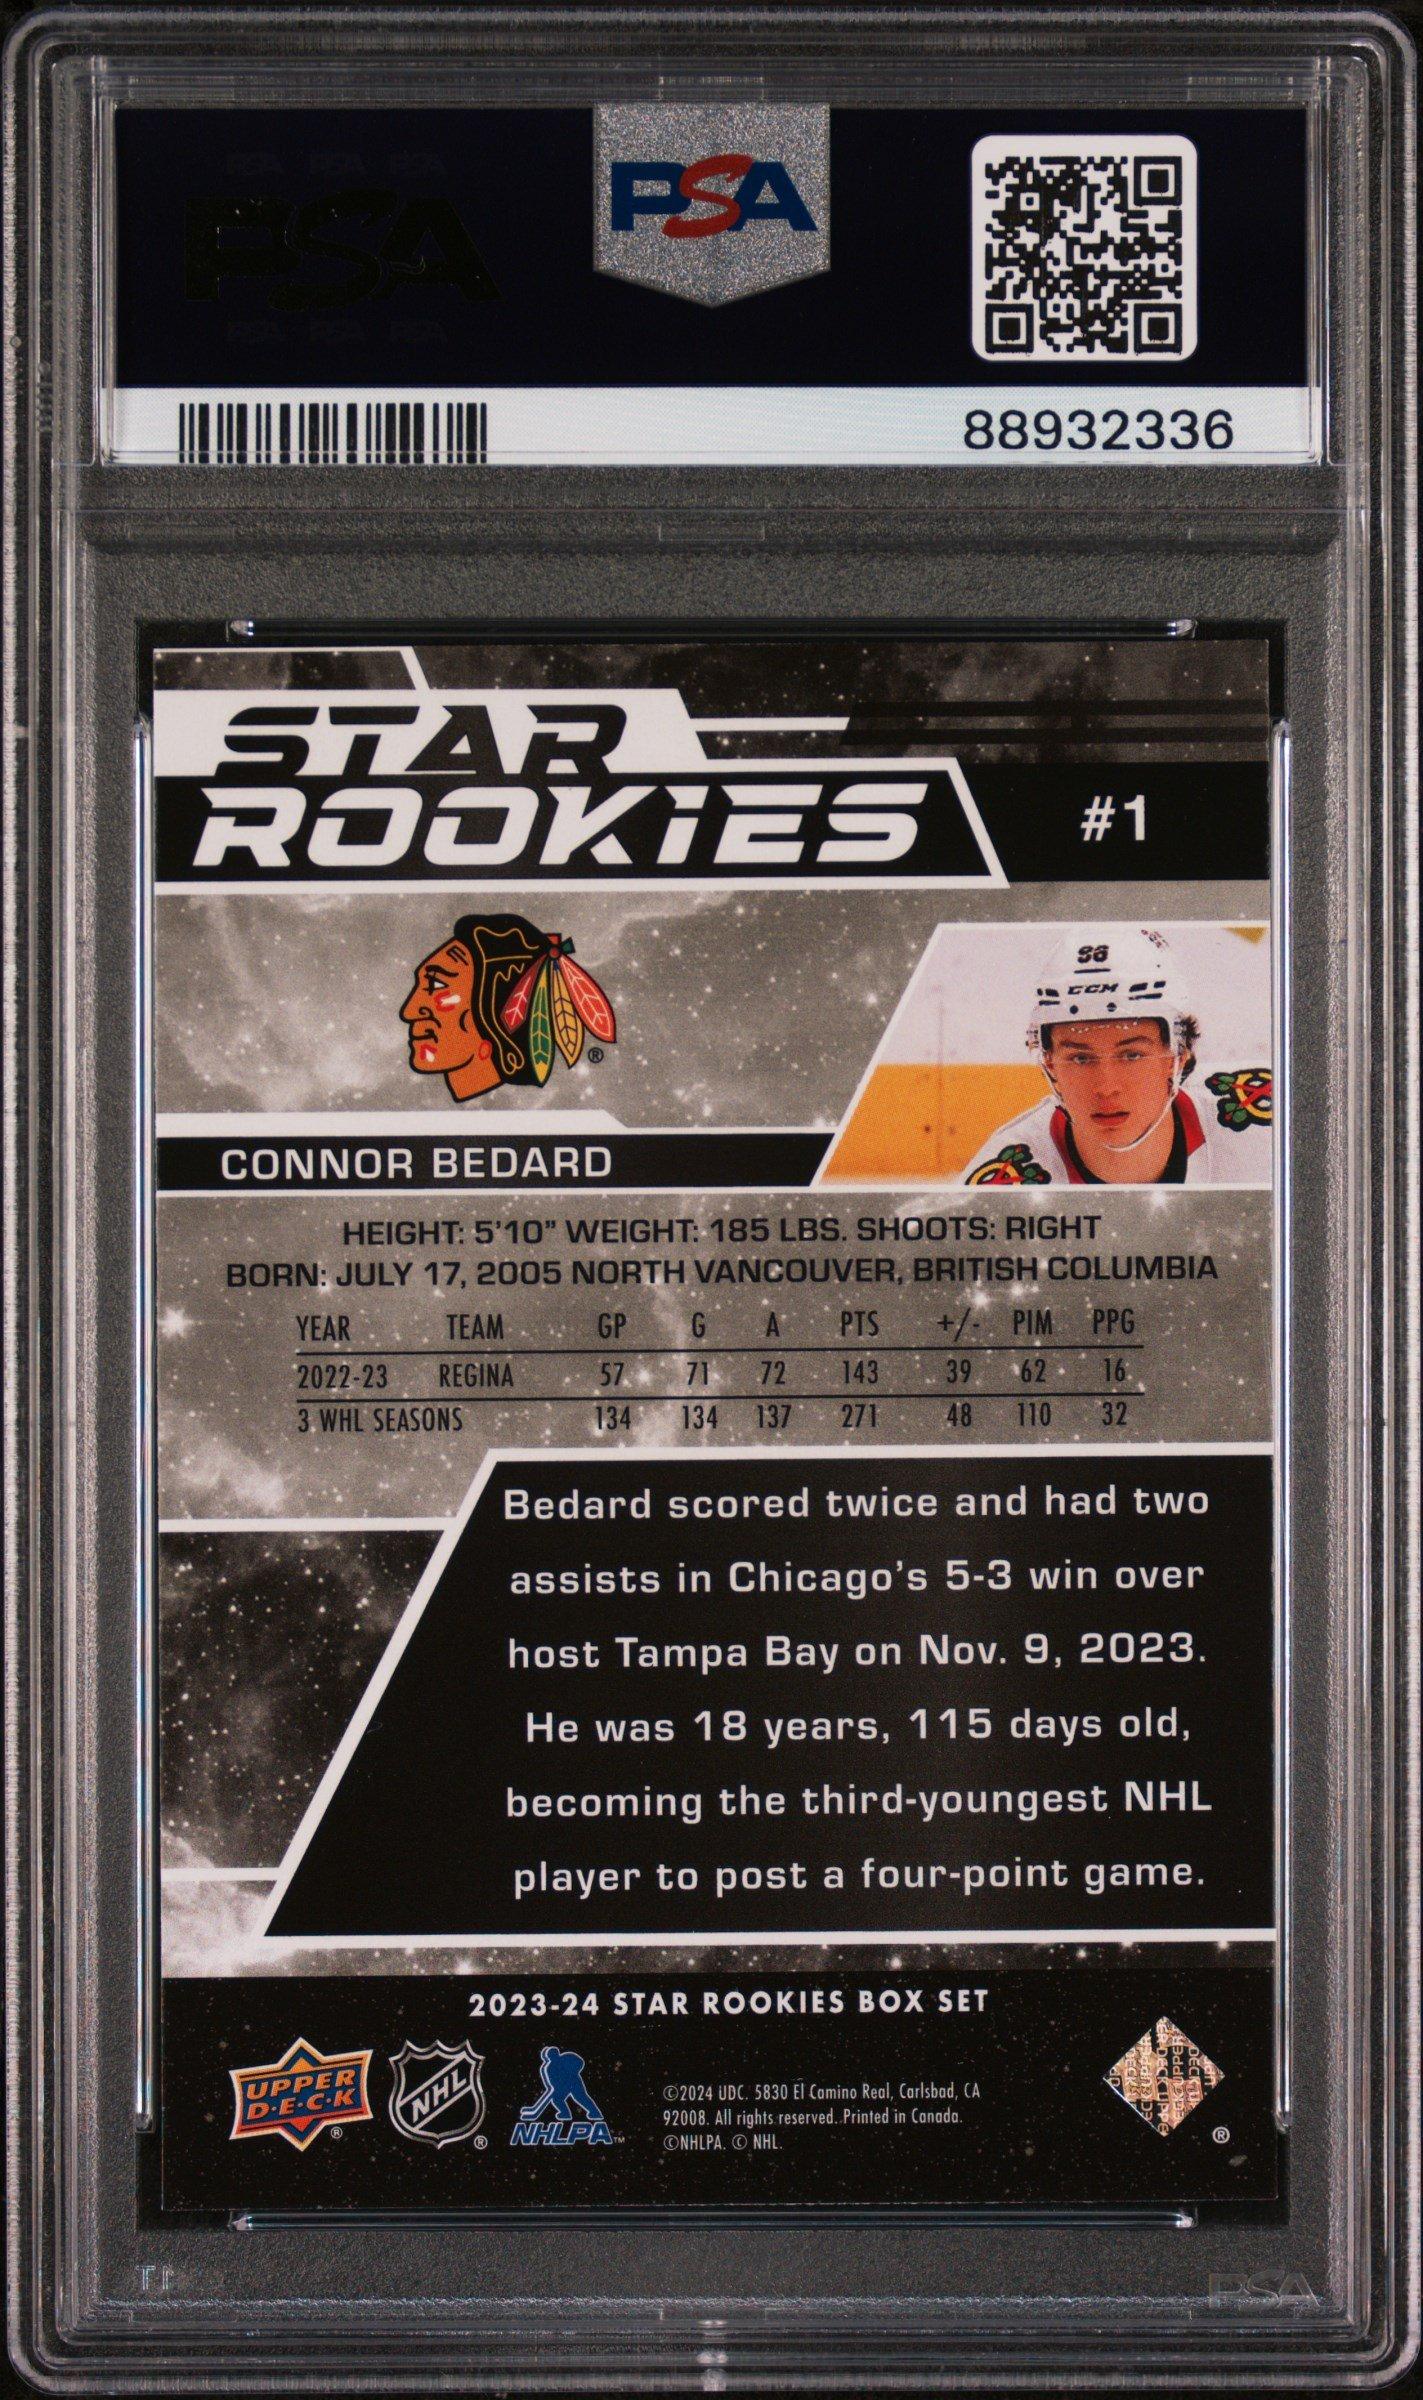 PSA
PSA
88932336
STAR
ROOKIES
#1
98
CCM
®
CONNOR BEDARD
HEIGHT: 5'10" WEIGHT: 185 LBS. SHOOTS: RIGHT
BORN: JULY 17, 2005 NORTH VANCOUVER, BRITISH COLUMBIA
YEAR TEAM GP G A PTS +/- PIM PPG
2022-23 REGINA 57 71 72 143 39 62 16
3 WHL SEASONS 134 134 137 271 48 110 32
Bedard scored twice and had two
assists in Chicago's 5-3 win over
host Tampa Bay on Nov. 9, 2023.
He was 18 years, 115 days old,
becoming the third-youngest NHL
player to post a four-point game.
2023-24 STAR ROOKIES BOX SET
UPPER
D·E·C·K
®
NHL
®
NHLPA™
©2024 UDC. 5830 El Camino Real, Carlsbad, CA
92008. All rights reserved. Printed in Canada.
©NHLPA. © NHL.
®
PSA